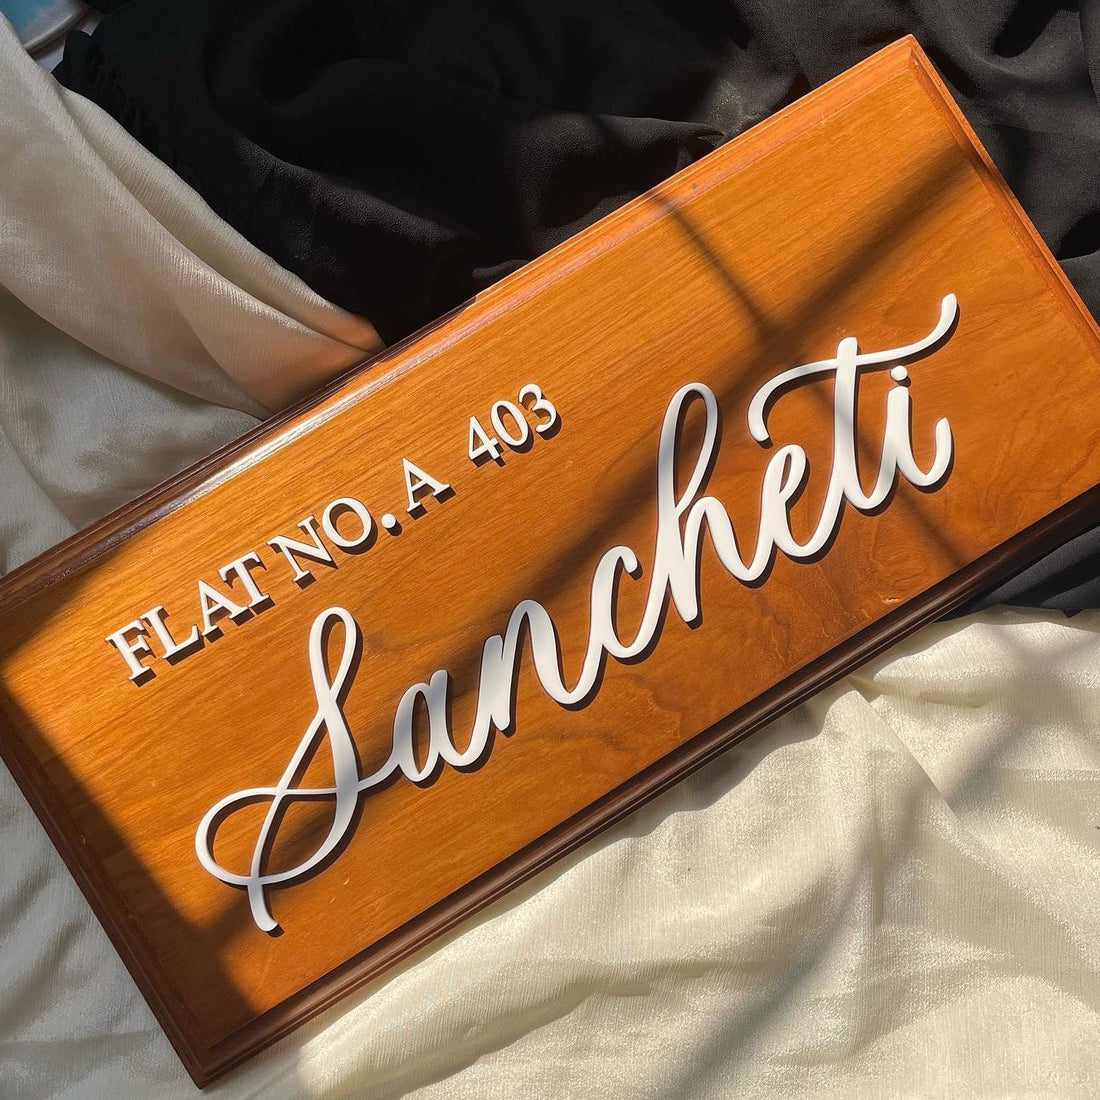 FLAT NO. A 403
Sancheti